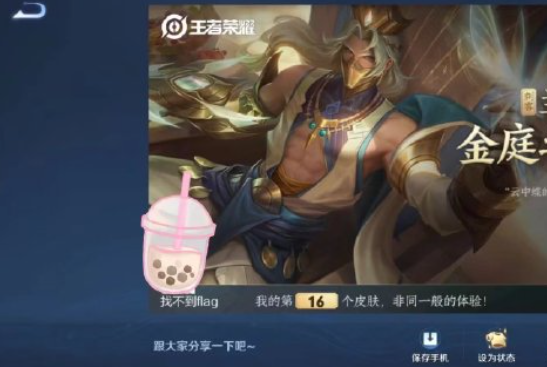 王者荣耀
金庭
找不到flag
我的第 16 个皮肤，非同一般的体验!
跟大家分享一下吧~
保存手机
设为状态